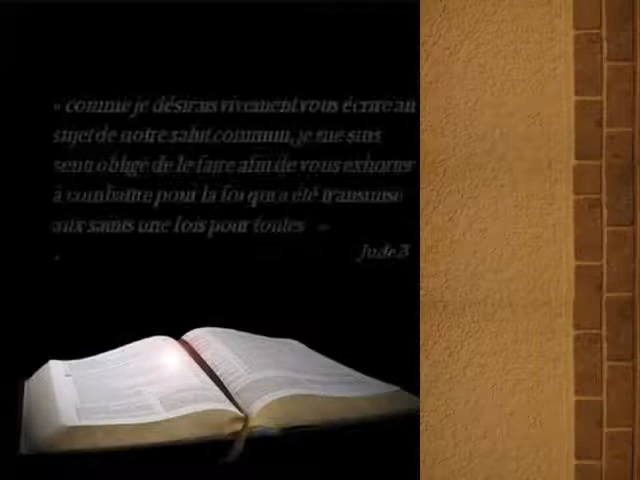 « comme je désirais vivement vous écrire au
sujet de notre salut commun, je me suis
senti obligé de le faire afin de vous exhorter
à combattre pour la foi qui a été transmise
aux saints une fois pour toutes »
.
Jude 3